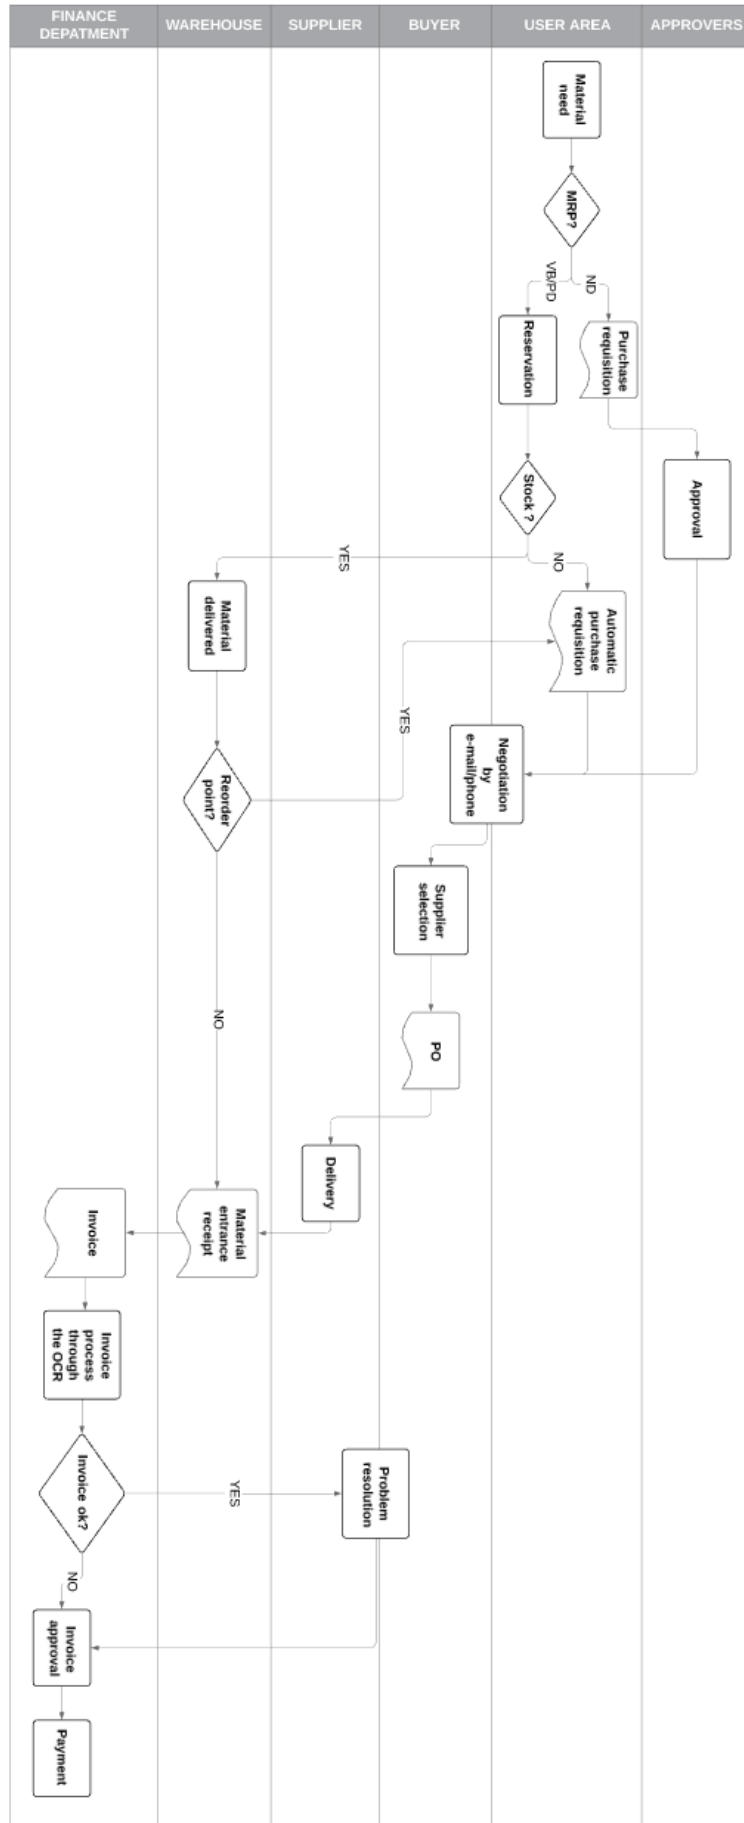 FINANCE
DEPATMENT
WAREHOUSE
SUPPLIER
BUYER
USER AREA
APPROVERS
Material
need
MRP?
VB/PD
ND
Reservation
Purchase
requisition
Approval
Stock ?
YES
NO
Material
delivered
Automatic
purchase
requisition
YES
Negotiation
by
e-mail/phone
Reorder
point?
Supplier
selection
NO
PO
Delivery
Invoice
Material
entrance
receipt
Invoice
process
through
the OCR
Invoice ok?
YES
Problem
resolution
NO
Invoice
approval
Payment